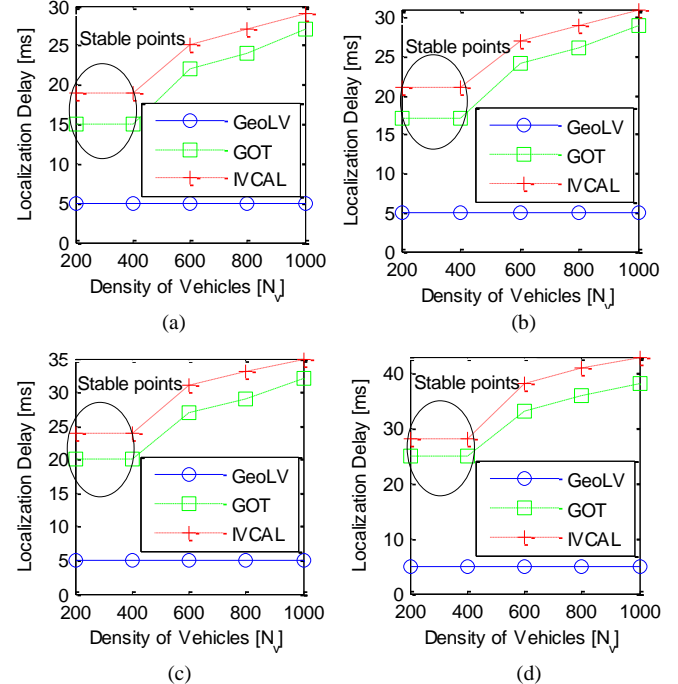 30
25
20
15
10
5
0
Localization Delay [ms]
Stable points
GeoLV
GOT
IVCAL
200 400 600 800 1000
Density of Vehicles [Nv]
(a)
30
25
20
15
10
5
0
Localization Delay [ms]
Stable points
GeoLV
GOT
IVCAL
200 400 600 800 1000
Density of Vehicles [Nv]
(b)
35
30
25
20
15
10
5
0
Localization Delay [ms]
Stable points
GeoLV
GOT
IVCAL
200 400 600 800 1000
Density of Vehicles [Nv]
(c)
40
30
20
10
0
Localization Delay [ms]
Stable points
GeoLV
GOT
IVCAL
200 400 600 800 1000
Density of Vehicles [Nv]
(d)